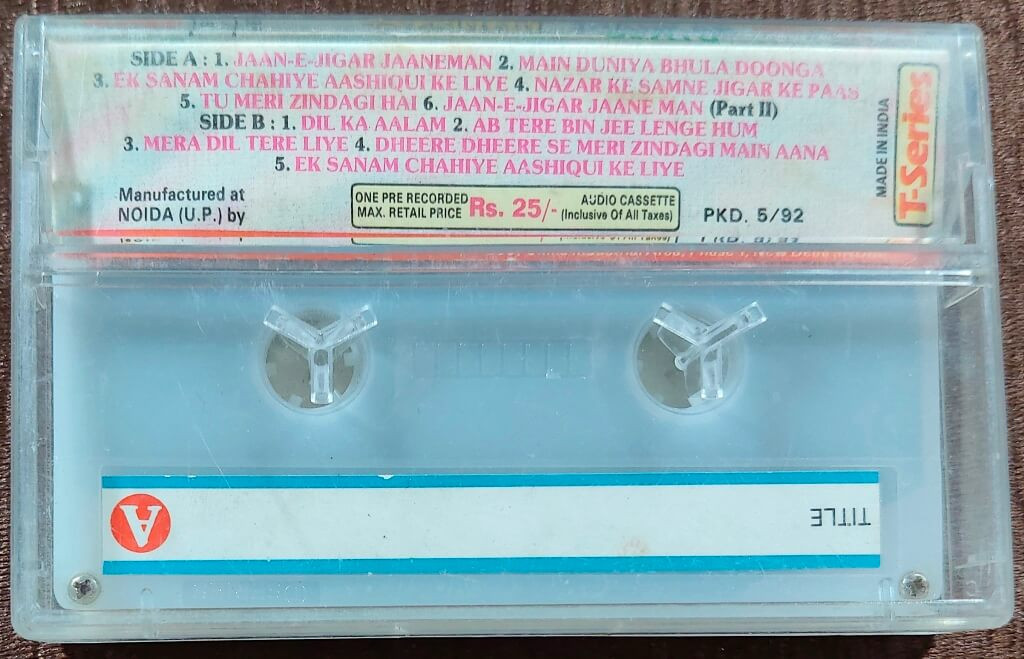 SIDE A : 1. JAAN-E-JIGAR JAANEMAN 2. MAIN DUNIYA BHULA DOONGA
3. EK SANAM CHAHIYE AASHIQUI KE LIYE 4. NAZAR KE SAMNE JIGAR KE PAAS
5. TU MERI ZINDAGI HAI 6. JAAN-E-JIGAR JAANE MAN (Part II)
SIDE B : 1. DIL KA AALAM 2. AB TERE BIN JEE LENGE HUM
3. MERA DIL TERE LIYE 4. DHEERE DHEERE SE MERI ZINDAGI MAIN AANA
5. EK SANAM CHAHIYE AASHIQUI KE LIYE
MADE IN INDIA
T-Series
Manufactured at
NOIDA (U.P.) by
ONE PRE RECORDED AUDIO CASSETTE
MAX. RETAIL PRICE Rs. 25/- (Inclusive Of All Taxes)
PKD. 5/92
A
TITLE